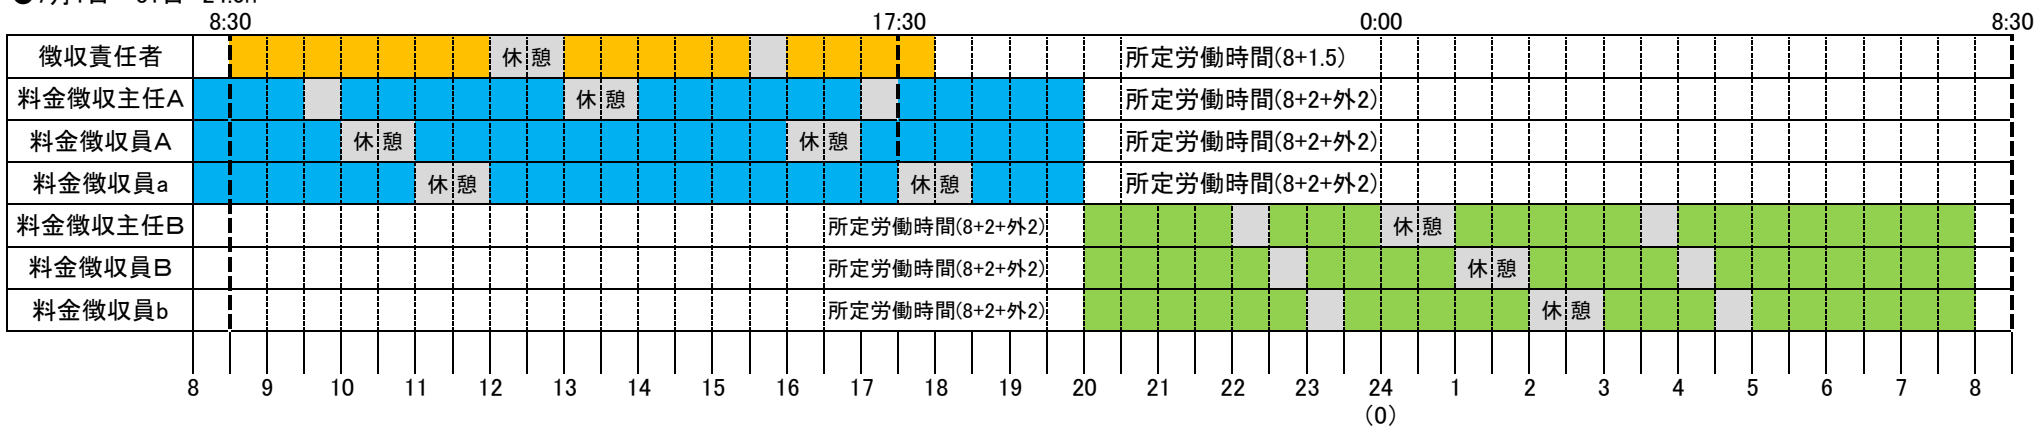 8:30 17:30 0:00 8:30
徴収責任者 休憩 所定労働時間(8+1.5)
料金徴収主任A 休憩 所定労働時間(8+2+外2)
料金徴収員A 休憩 休憩 所定労働時間(8+2+外2)
料金徴収員a 休憩 休憩 所定労働時間(8+2+外2)
料金徴収主任B 所定労働時間(8+2+外2) 休憩
料金徴収員B 所定労働時間(8+2+外2) 休憩
料金徴収員b 所定労働時間(8+2+外2) 休憩
8 9 10 11 12 13 14 15 16 17 18 19 20 21 22 23 24 1 2 3 4 5 6 7 8
(0)